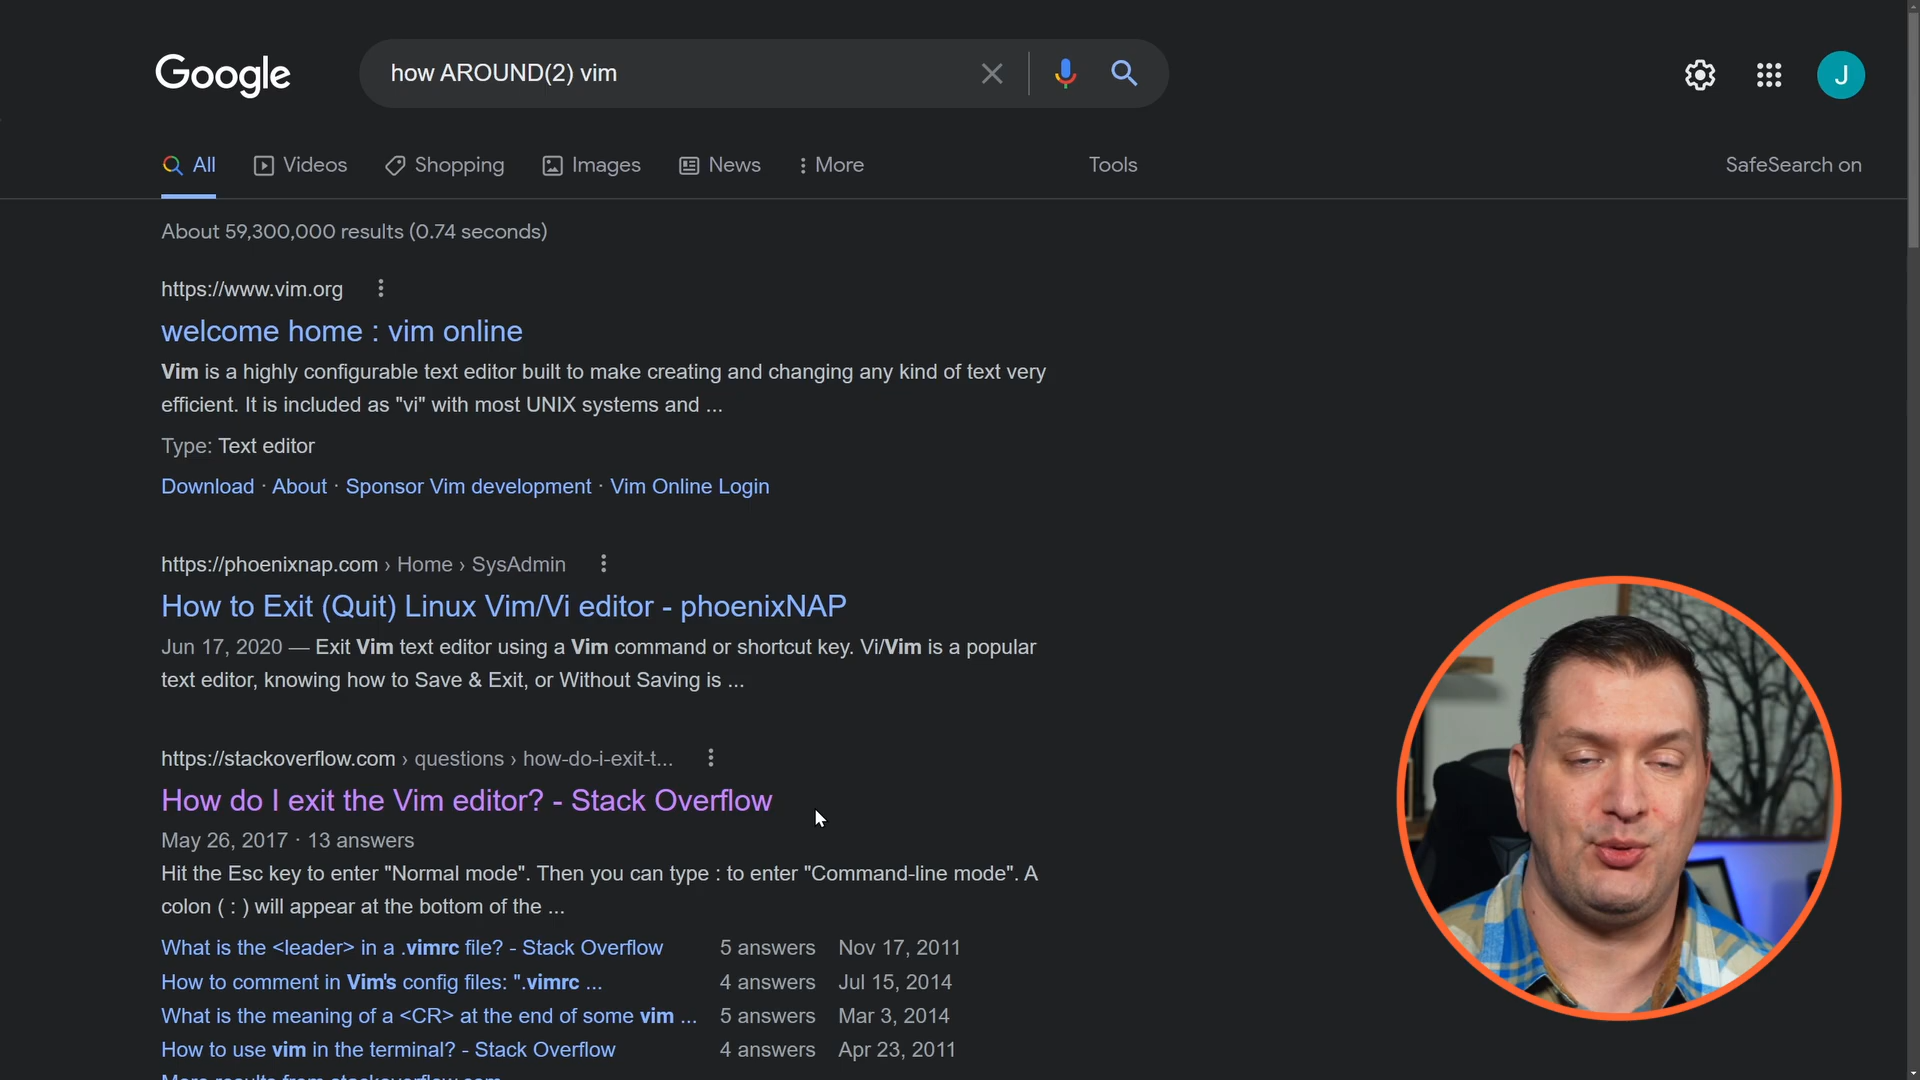 Google
how AROUND(2) vim
J
All
Videos
Shopping
Images
News
More
Tools
SafeSearch on
About 59,300,000 results (0.74 seconds)
https://www.vim.org
welcome home : vim online
Vim is a highly configurable text editor built to make creating and changing any kind of text very
efficient. It is included as "vi" with most UNIX systems and ...
Type: Text editor
Download · About · Sponsor Vim development · Vim Online Login
https://phoenixnap.com › Home › SysAdmin
How to Exit (Quit) Linux Vim/Vi editor - phoenixNAP
Jun 17, 2020 — Exit Vim text editor using a Vim command or shortcut key. Vi/Vim is a popular
text editor, knowing how to Save & Exit, or Without Saving is ...
https://stackoverflow.com › questions › how-do-i-exit-t...
How do I exit the Vim editor? - Stack Overflow
May 26, 2017 · 13 answers
Hit the Esc key to enter "Normal mode". Then you can type : to enter "Command-line mode". A
colon ( : ) will appear at the bottom of the ...
What is the <leader> in a .vimrc file? - Stack Overflow 5 answers Nov 17, 2011
How to comment in Vim's config files: ".vimrc ... 4 answers Jul 15, 2014
What is the meaning of a <CR> at the end of some vim ... 5 answers Mar 3, 2014
How to use vim in the terminal? - Stack Overflow 4 answers Apr 23, 2011